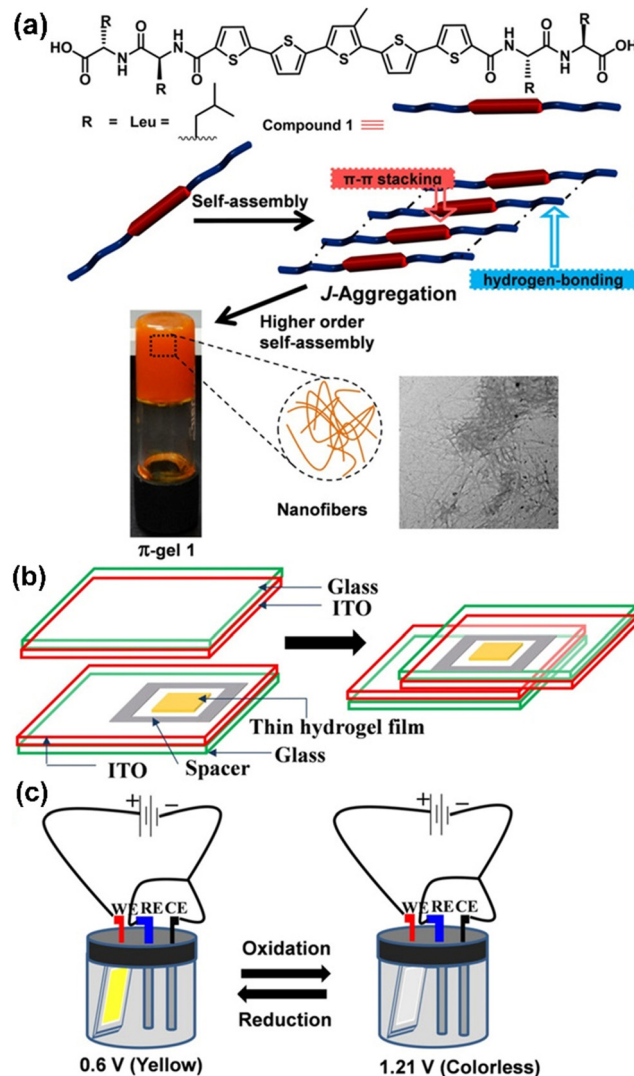 (a)
R
O
H
N
S
S
S
O
N
H
R
OH
HO
O
N
H
R
O
S
S
H
N
R
O
R = Leu =
Compound 1
Self-assembly
π-π stacking
hydrogen-bonding
J-Aggregation
Higher order
self-assembly
Nanofibers
π-gel 1
(b)
Glass
ITO
Thin hydrogel film
ITO
Spacer
Glass
(c)
+ −
WE RE CE
Oxidation
Reduction
+ −
WE RE CE
0.6 V (Yellow)
1.21 V (Colorless)